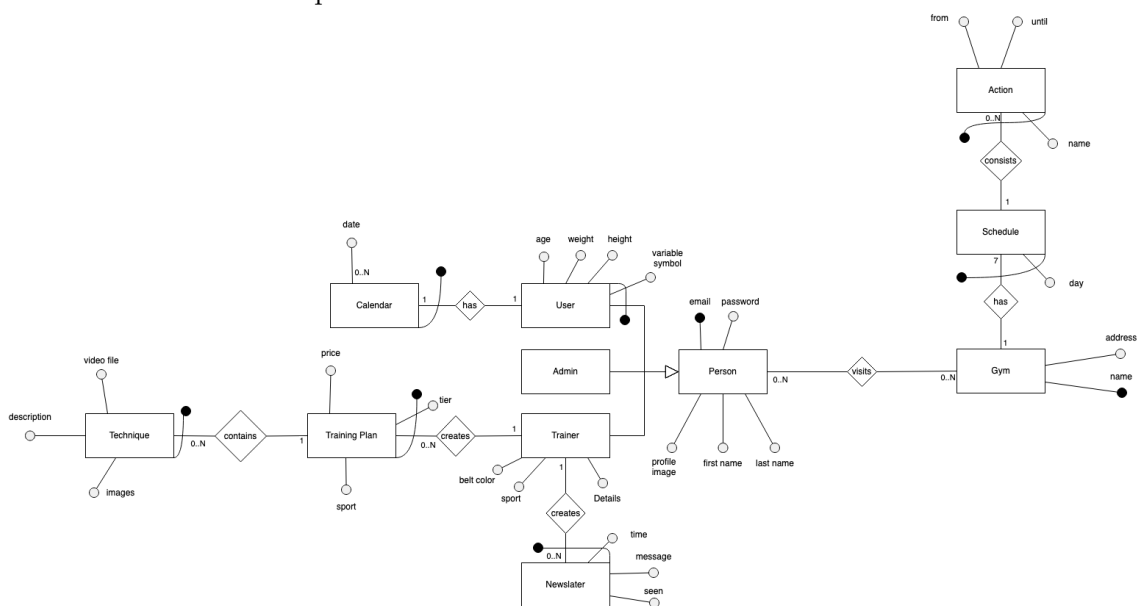 from
until
Action
0..N
name
consists
1
Schedule
7
day
has
1
Gym
address
name
date
0..N
Calendar
1
has
1
age
weight
height
variable
symbol
User
Admin
email
password
Person
0..N
visits
0..N
profile
image
first name
last name
video file
description
Technique
images
0..N
contains
1
price
tier
Training Plan
sport
0..N
creates
1
Trainer
belt color
sport
Details
1
creates
0..N
time
message
seen
Newslater